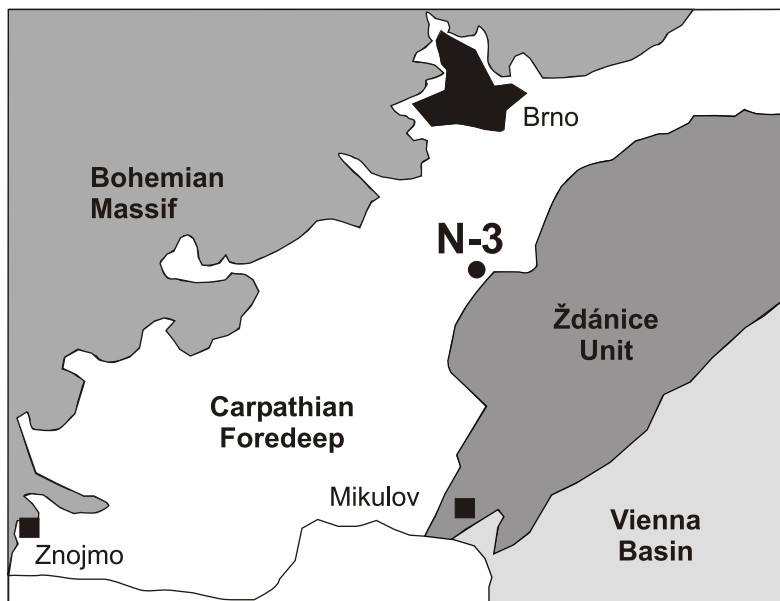 Brno
Bohemian
Massif
N-3
Ždánice
Unit
Carpathian
Foredeep
Mikulov
Vienna
Basin
Znojmo